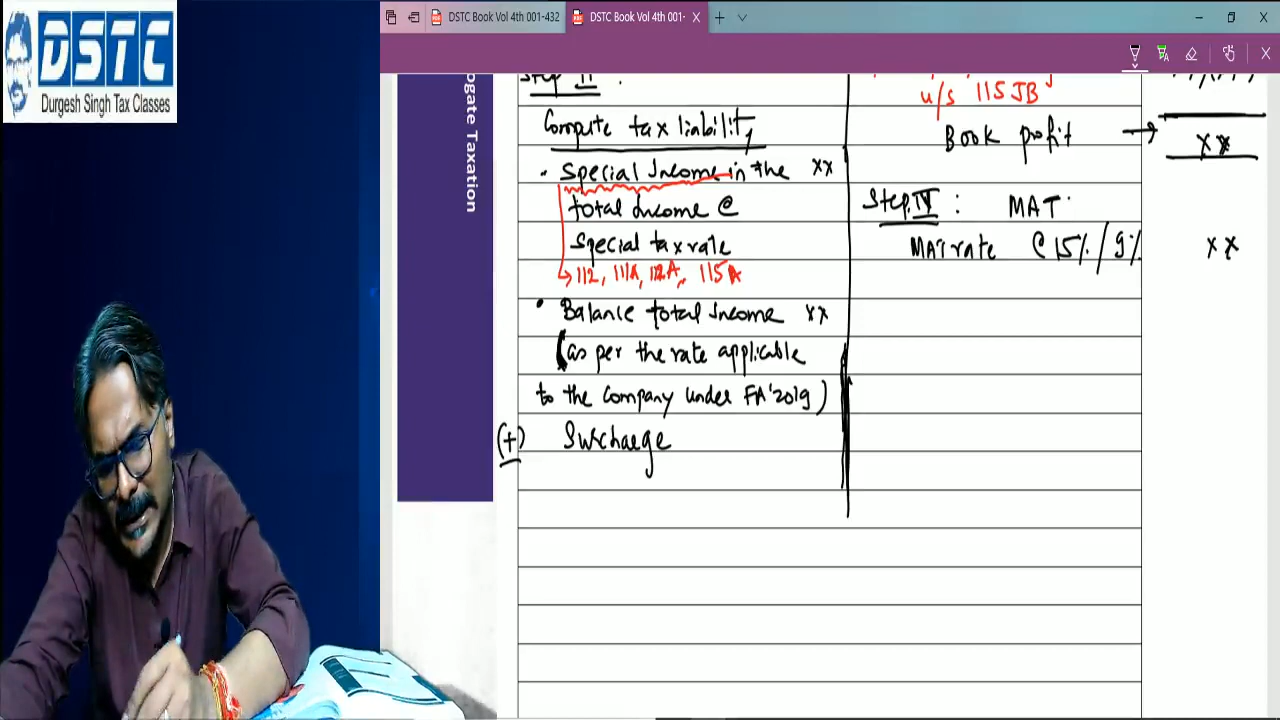 DSTC
Durgesh Singh Tax Classes
DSTC Book Vol 4th 001-432
DSTC Book Vol 4th 001-
ogate Taxation
Step II :
Compute tax liability
• Special Income in the xx
total Income @
Special tax rate
→ 112, 111A, 112A, 115A
• Balance total Income xx
(as per the rate applicable
to the company under FA'2019)
(+) Surcharge
u/s 115JB
Book profit → xx
Step IV : MAT
MAT rate @ 15% / 9% xx